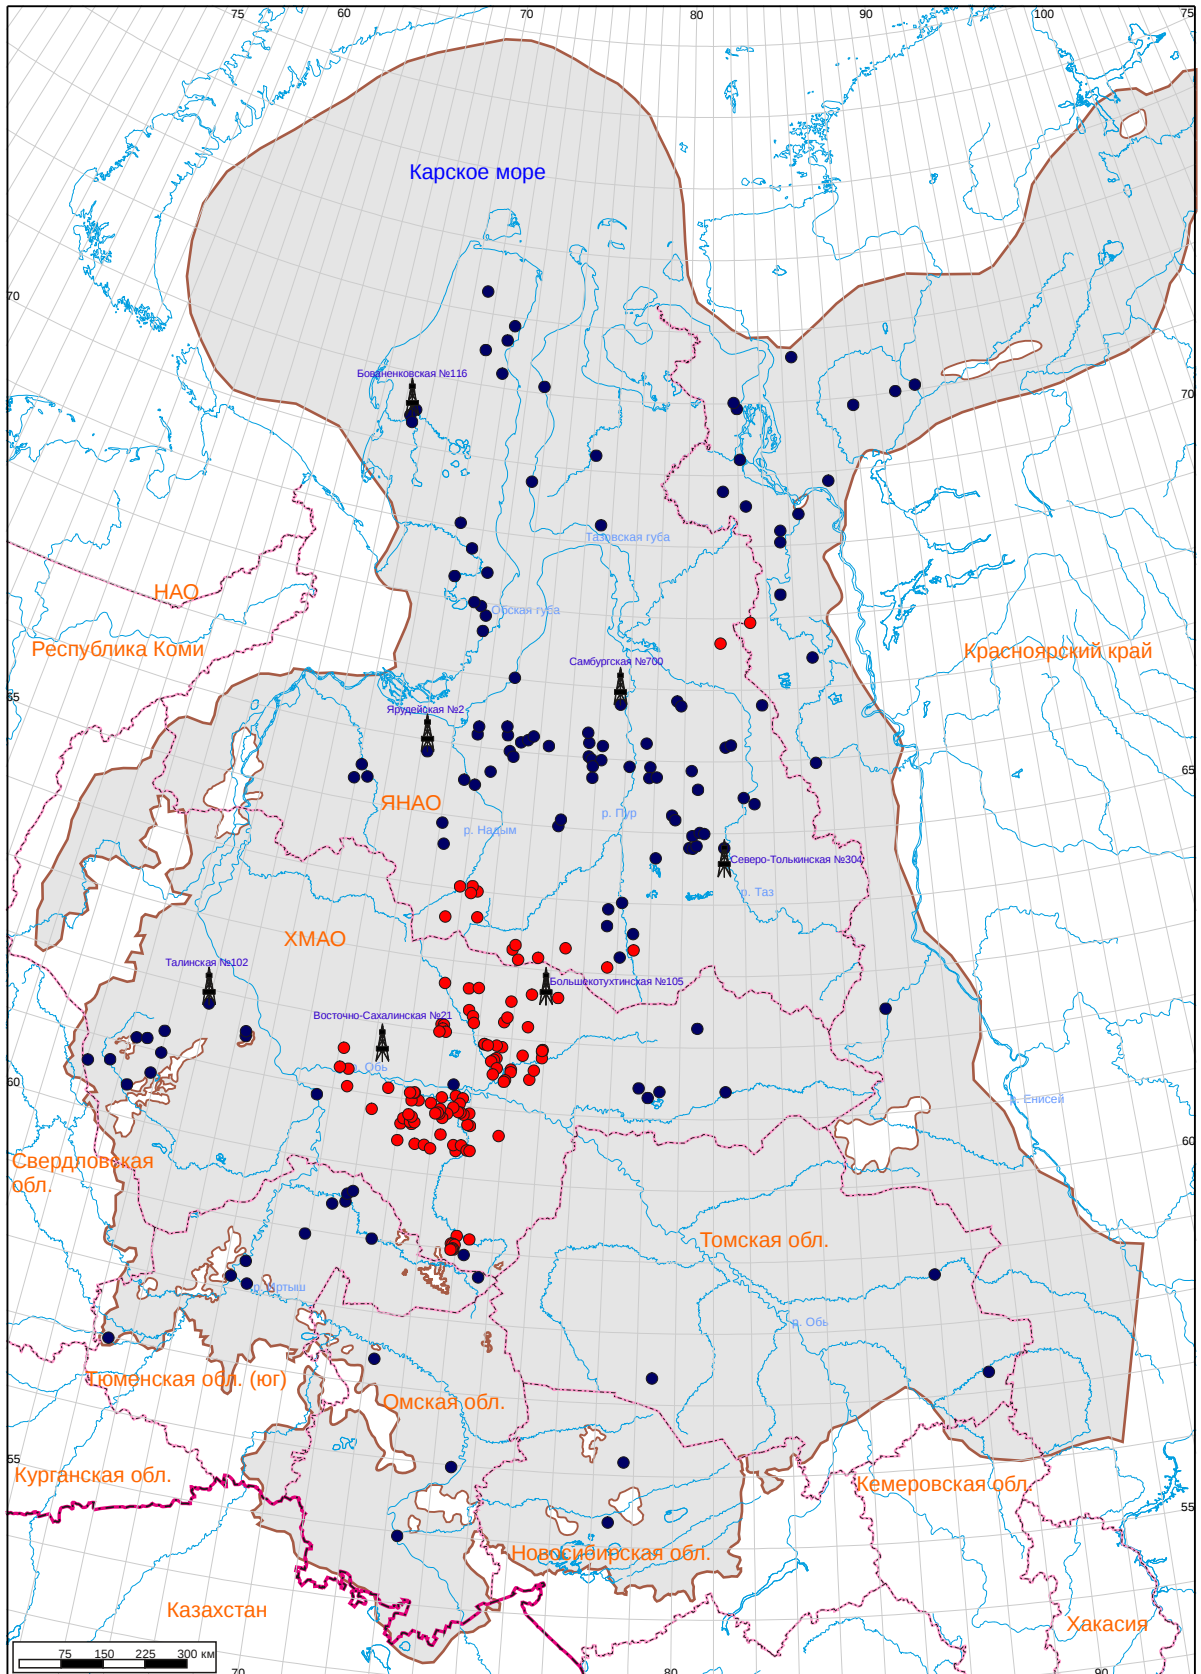 75
60
70
80
90
100
75
Карское море
70
Бованенковская №116
70
Тазовская губа
НАО
Обская губа
Республика Коми
Красноярский край
Самбургская №700
65
Ярудейская №2
65
ЯНАО
р. Надым
р. Пур
Северо-Толькинская №304
р. Таз
ХМАО
Талинская №102
Большекотухтинская №105
Восточно-Сахалинская №21
р. Обь
60
р. Енисей
60
Свердловская
обл.
Томская обл.
р. Иртыш
р. Обь
Тюменская обл. (юг)
Омская обл.
55
Курганская обл.
Кемеровская обл.
55
Новосибирская обл.
Казахстан
Хакасия
75 150 225 300 км
70
80
90